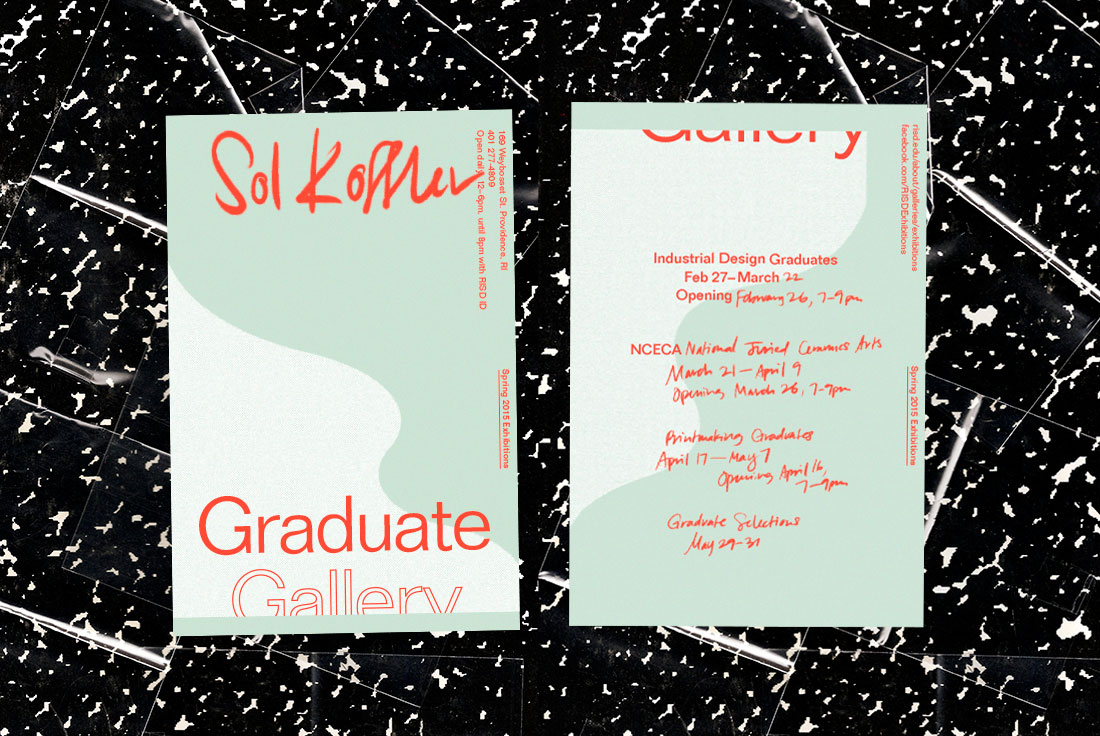 Sol Koffler
169 Weybosset St. Providence, RI
401 277-4809
Open daily, 12–6pm, until 8pm with RISD ID
Spring 2015 Exhibitions
Graduate
Gallery
Gallery
risd.edu/about/galleries/exhibitions
facebook.com/RISDExhibitions
Industrial Design Graduates
Feb 27–March 22
Opening February 26, 7–9pm
NCECA National Juried Ceramics Arts
March 21—April 9
Opening, March 26, 7–9pm
Spring 2015 Exhibitions
Printmaking Graduates
April 17—May 7
Opening April 16,
7–9pm
Graduate Selections
May 29–31